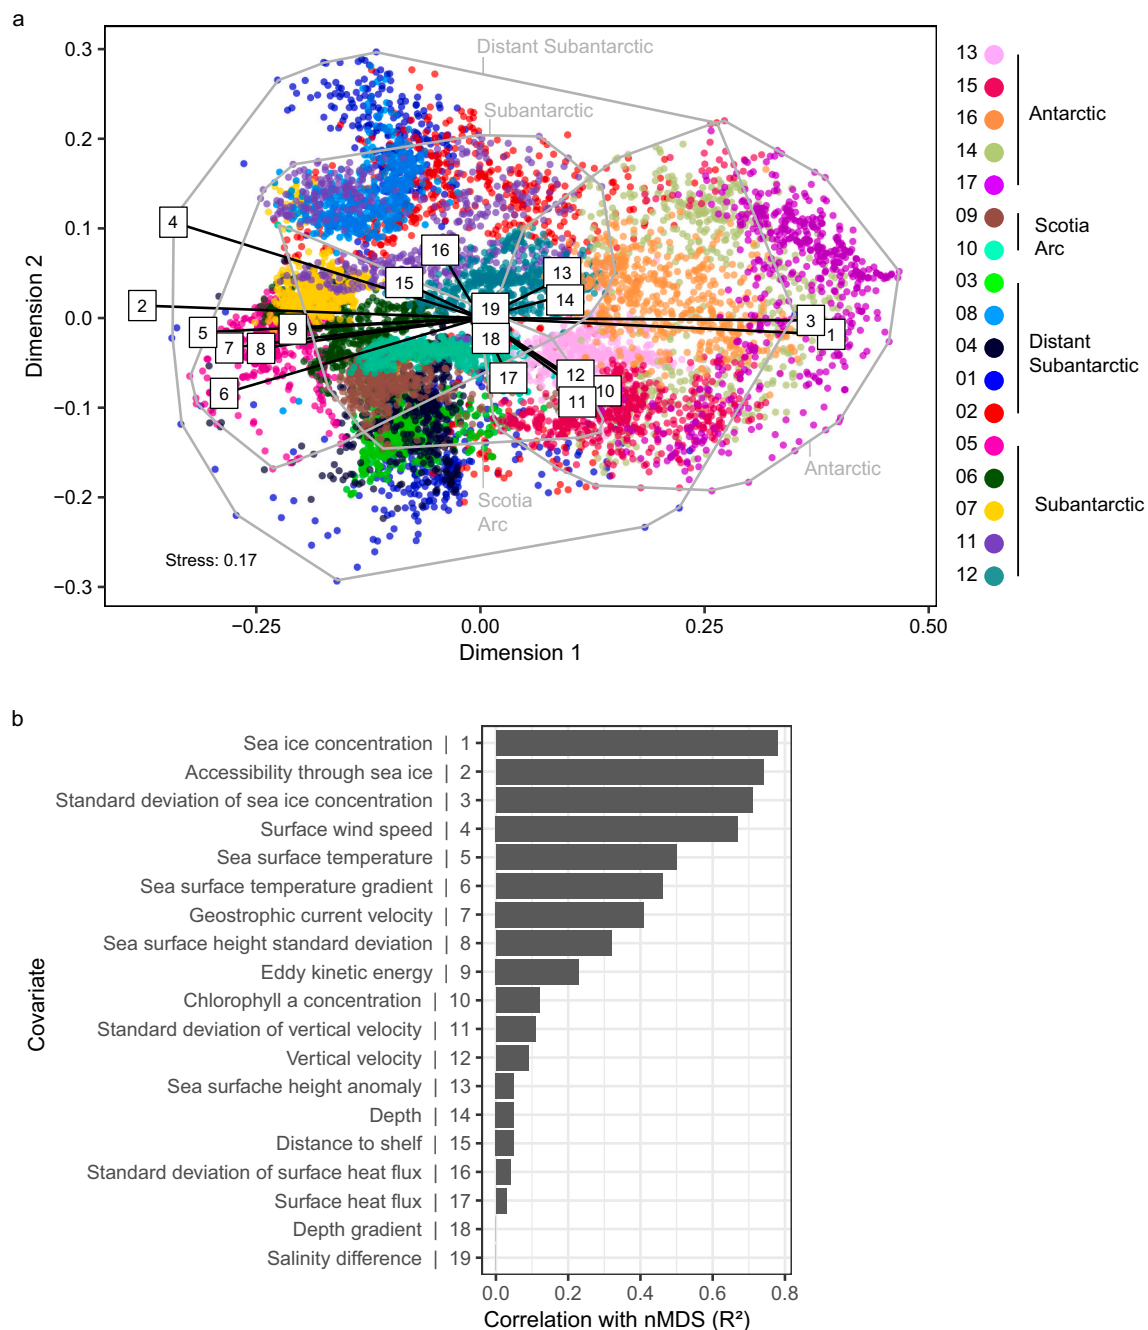 a
Dimension 2
0.3
0.2
0.1
0.0
−0.1
−0.2
−0.3
Distant Subantarctic
Subantarctic
4
16
2
15
13
14
19
5
9
3
1
7
8
18
6
17
12
10
11
Antarctic
Scotia
Arc
Stress: 0.17
−0.25
0.00
0.25
0.50
Dimension 1
13
15
16
14
17
Antarctic
09
10
Scotia
Arc
03
08
04
01
02
Distant
Subantarctic
05
06
07
11
12
Subantarctic
b
Covariate
Sea ice concentration | 1
Accessibility through sea ice | 2
Standard deviation of sea ice concentration | 3
Surface wind speed | 4
Sea surface temperature | 5
Sea surface temperature gradient | 6
Geostrophic current velocity | 7
Sea surface height standard deviation | 8
Eddy kinetic energy | 9
Chlorophyll a concentration | 10
Standard deviation of vertical velocity | 11
Vertical velocity | 12
Sea surfache height anomaly | 13
Depth | 14
Distance to shelf | 15
Standard deviation of surface heat flux | 16
Surface heat flux | 17
Depth gradient | 18
Salinity difference | 19
0.0 0.2 0.4 0.6 0.8
Correlation with nMDS (R²)